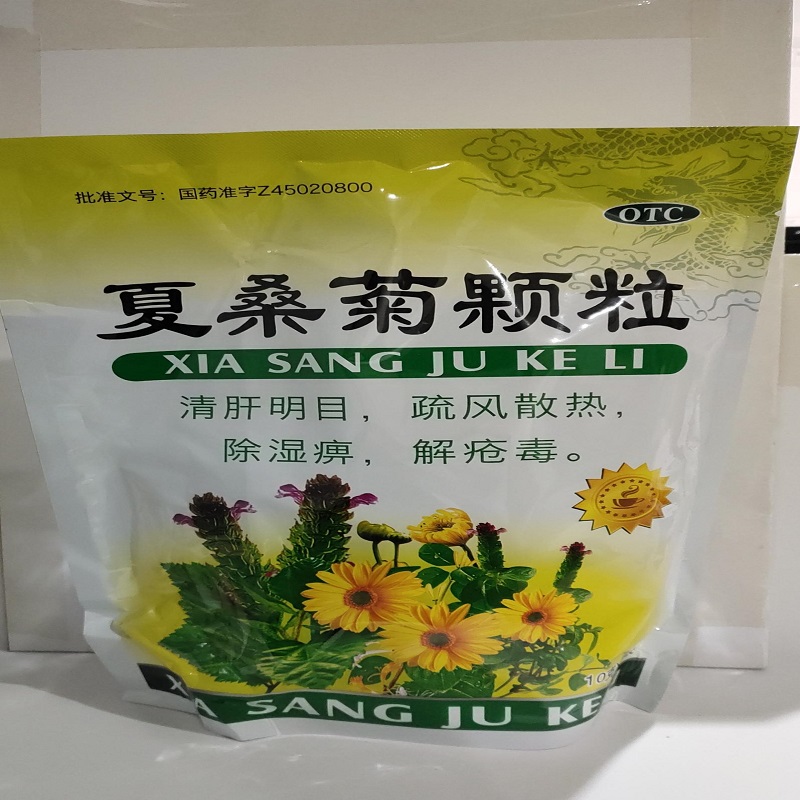 批准文号：国药准字Z45020800
OTC
夏桑菊颗粒
XIA SANG JU KE LI
清肝明目，疏风散热，
除湿痹，解疮毒。
XIA SANG JU KE